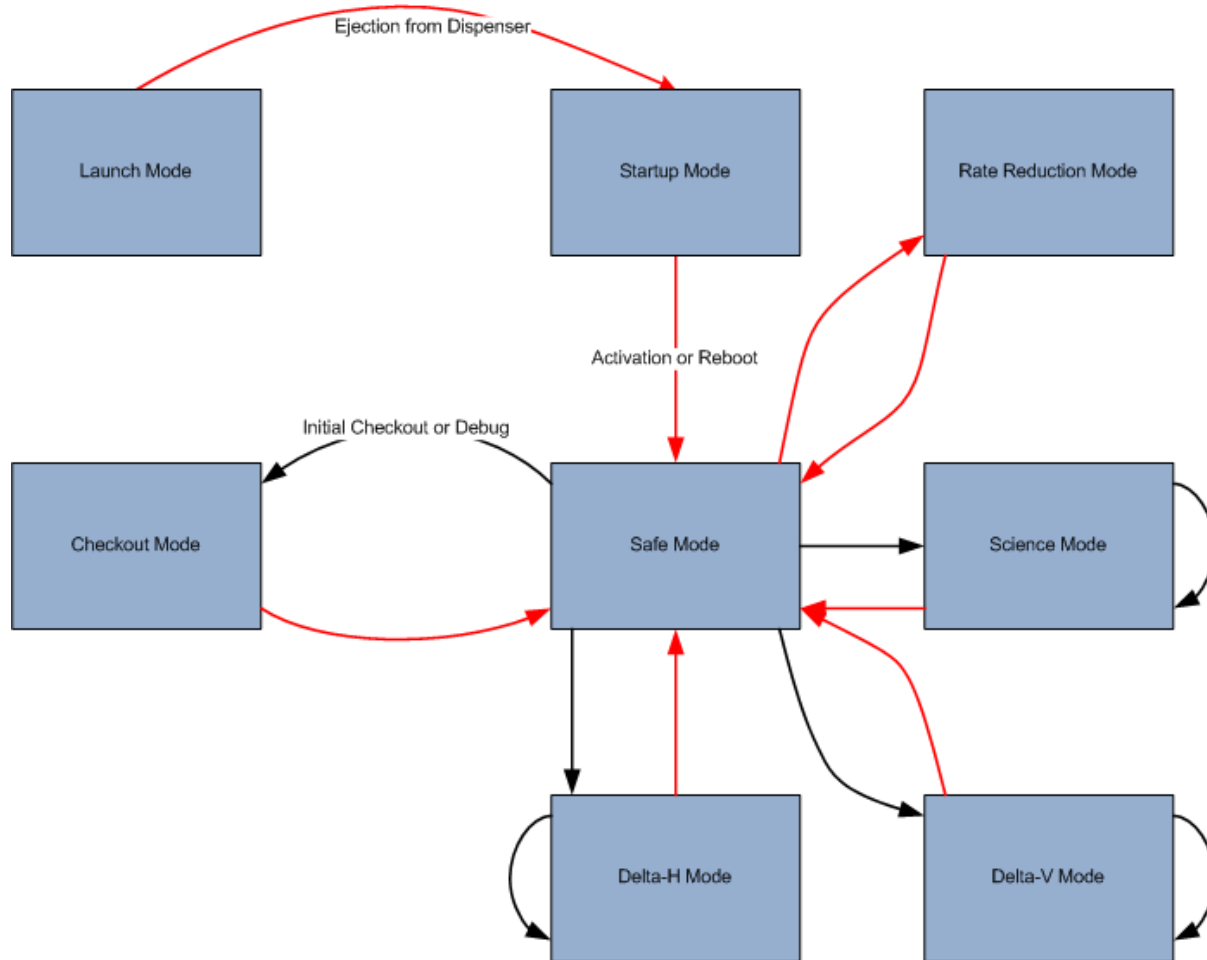 Ejection from Dispenser
Launch Mode
Startup Mode
Rate Reduction Mode
Activation or Reboot
Initial Checkout or Debug
Checkout Mode
Safe Mode
Science Mode
Delta-H Mode
Delta-V Mode